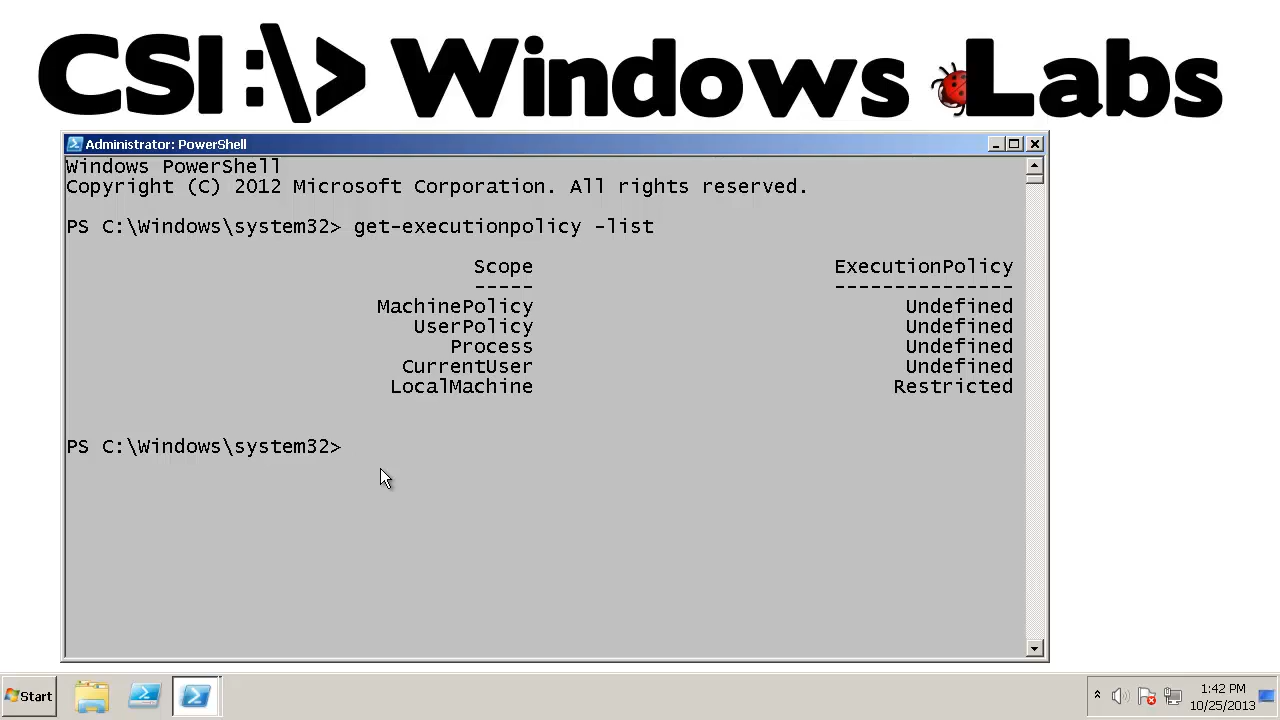 CSI:\> Windows Labs
Administrator: PowerShell
Windows PowerShell
Copyright (C) 2012 Microsoft Corporation. All rights reserved.
PS C:\Windows\system32> get-executionpolicy -list
Scope ExecutionPolicy
----- ---------------
MachinePolicy Undefined
UserPolicy Undefined
Process Undefined
CurrentUser Undefined
LocalMachine Restricted
PS C:\Windows\system32>
Start
1:42 PM
10/25/2013